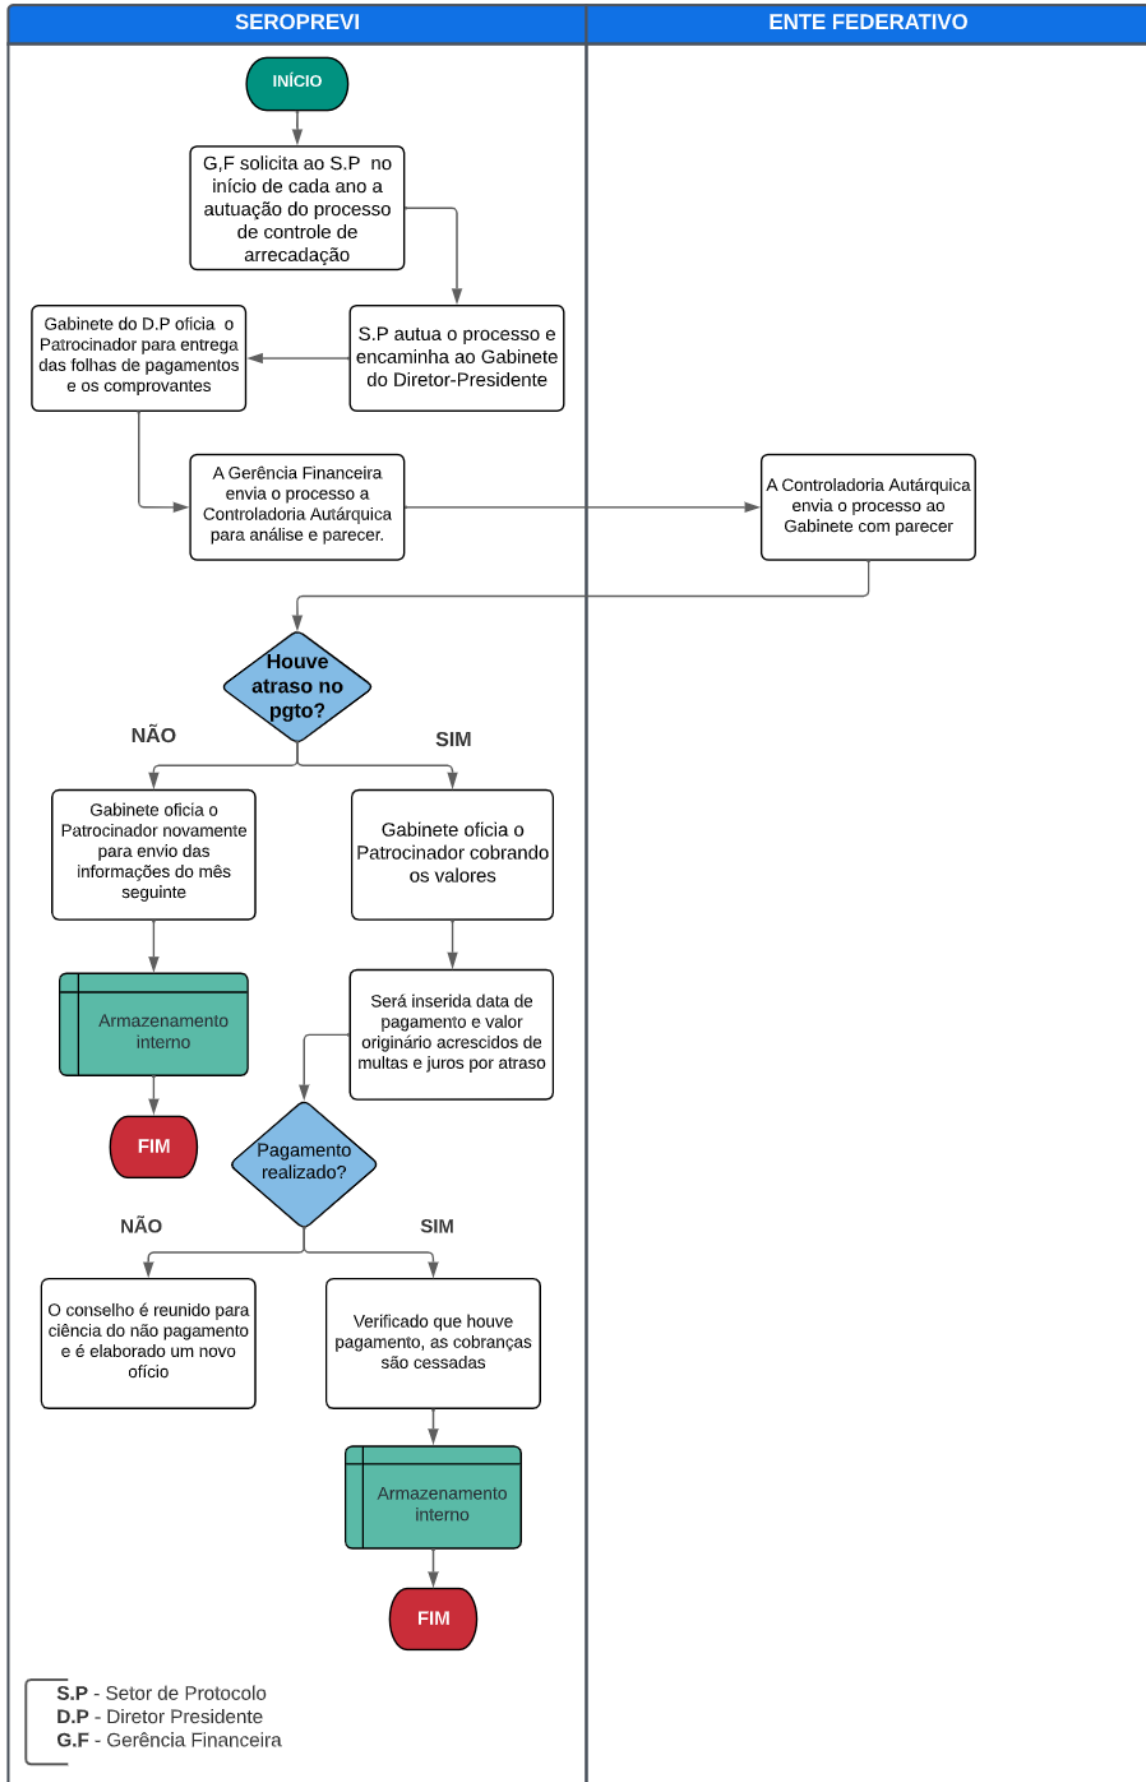 SEROPREVI
ENTE FEDERATIVO
INÍCIO
G,F solicita ao S.P no
início de cada ano a
autuação do processo
de controle de
arrecadação
Gabinete do D.P oficia o
Patrocinador para entrega
das folhas de pagamentos
e os comprovantes
S.P autua o processo e
encaminha ao Gabinete
do Diretor-Presidente
A Gerência Financeira
envia o processo a
Controladoria Autárquica
para análise e parecer.
A Controladoria Autárquica
envia o processo ao
Gabinete com parecer
Houve
atraso no
pgto?
NÃO
SIM
Gabinete oficia o
Patrocinador novamente
para envio das
informações do mês
seguinte
Gabinete oficia o
Patrocinador cobrando
os valores
Armazenamento
interno
Será inserida data de
pagamento e valor
originário acrescidos de
multas e juros por atraso
FIM
Pagamento
realizado?
NÃO
SIM
O conselho é reunido para
ciência do não pagamento
e é elaborado um novo
ofício
Verificado que houve
pagamento, as cobranças
são cessadas
Armazenamento
interno
FIM
S.P - Setor de Protocolo
D.P - Diretor Presidente
G.F - Gerência Financeira